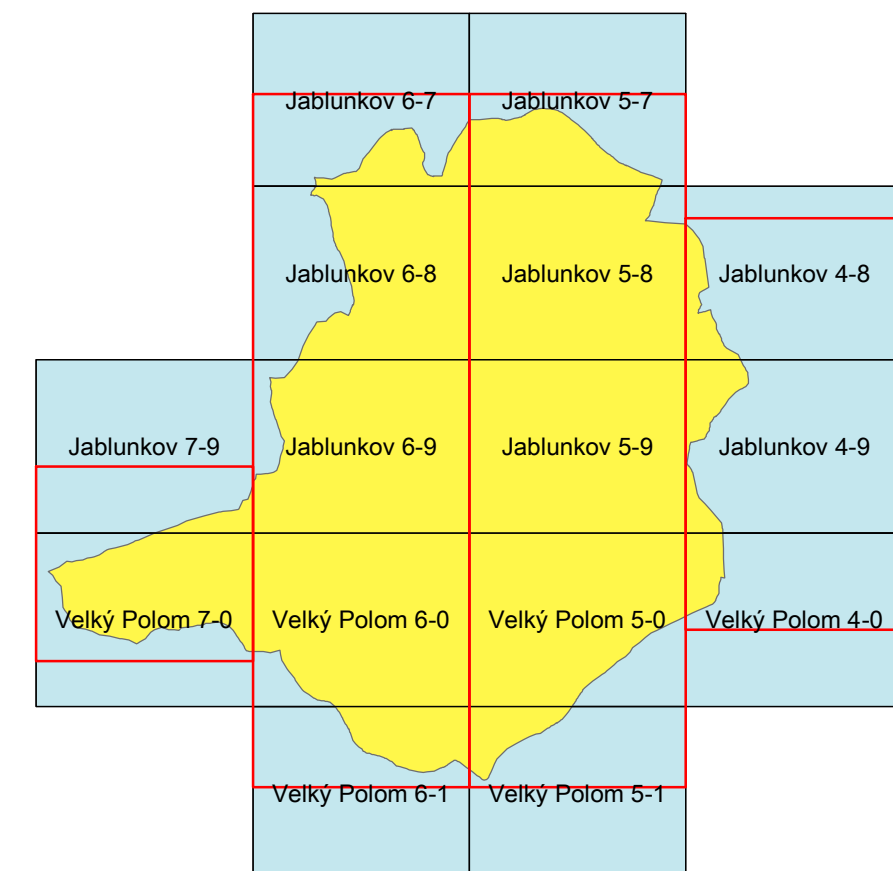 Jablunkov 6-7 Jablunkov 5-7
Jablunkov 6-8 Jablunkov 5-8 Jablunkov 4-8
Jablunkov 7-9 Jablunkov 6-9 Jablunkov 5-9 Jablunkov 4-9
Velký Polom 7-0 Velký Polom 6-0 Velký Polom 5-0 Velký Polom 4-0
Velký Polom 6-1 Velký Polom 5-1